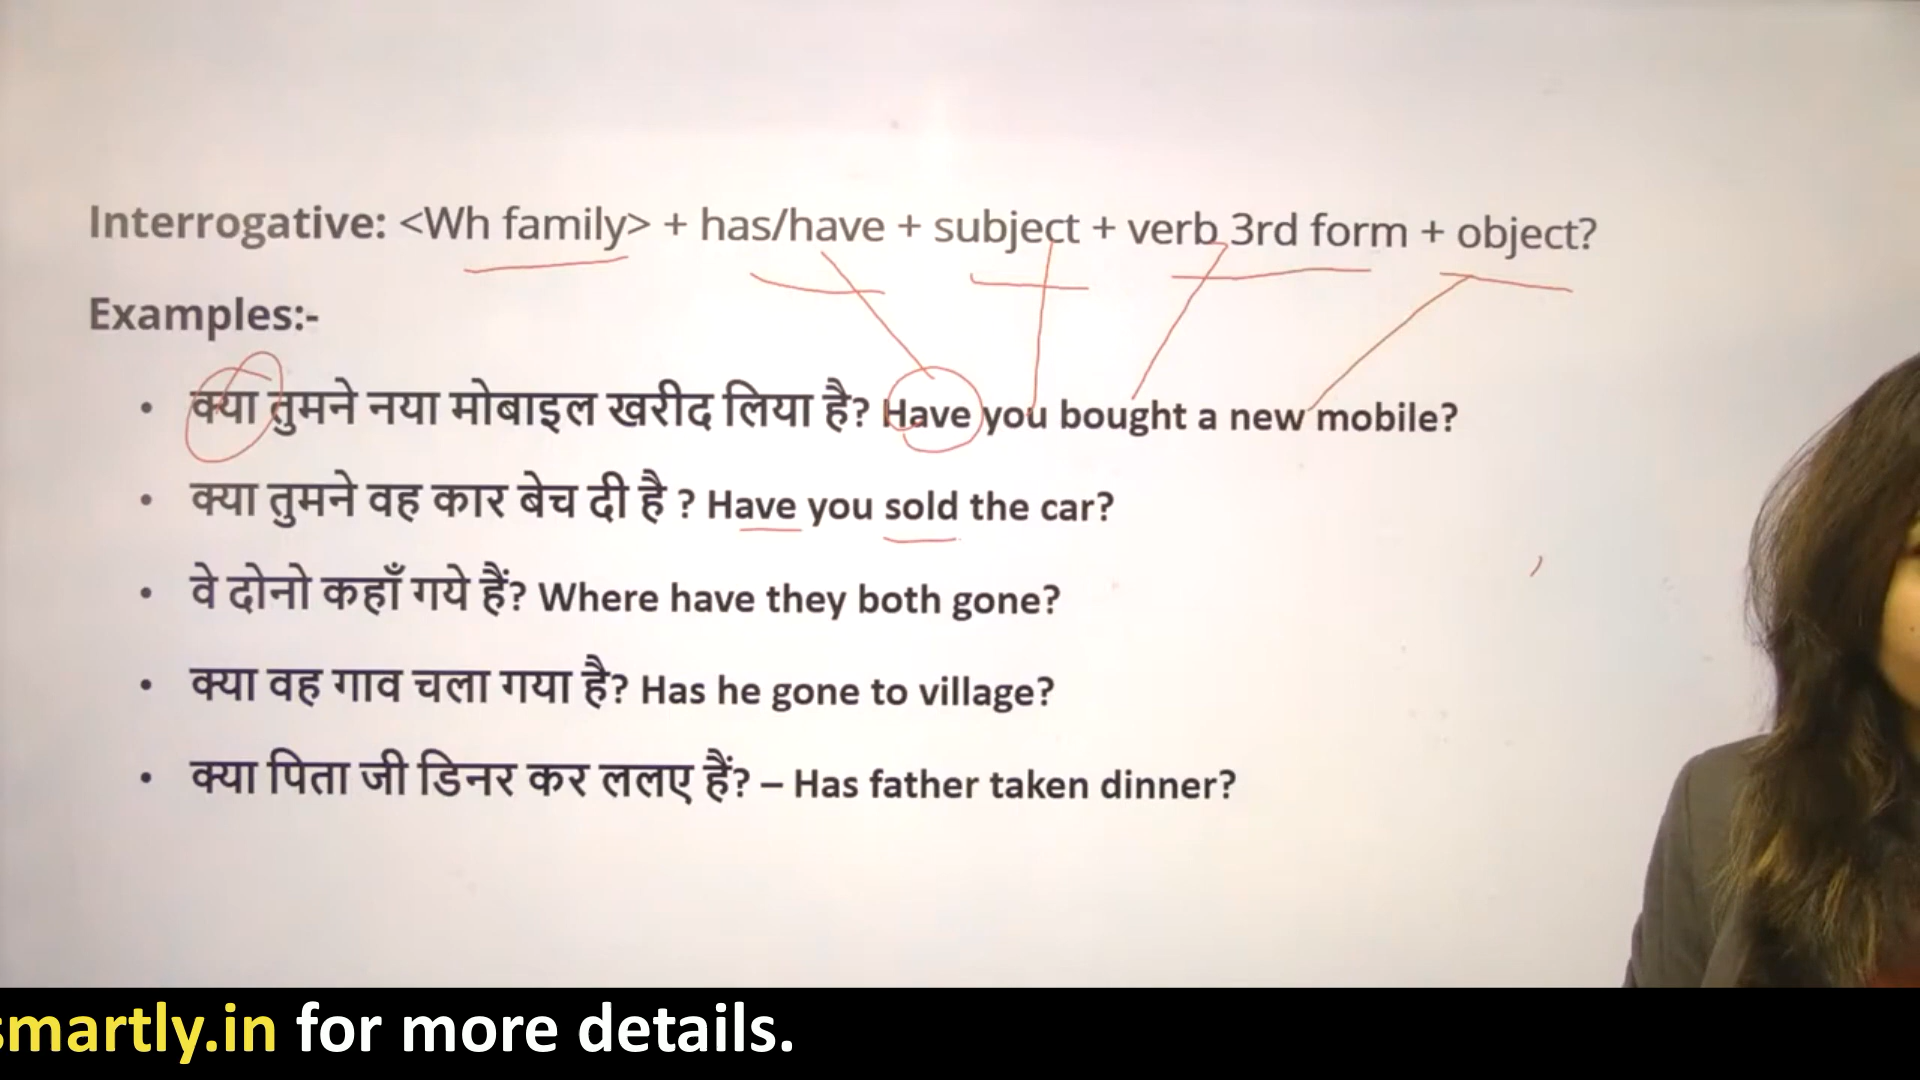 Interrogative: <Wh family> + has/have + subject + verb 3rd form + object?
Examples:-
• क्या तुमने नया मोबाइल खरीद लिया है? Have you bought a new mobile?
• क्या तुमने वह कार बेच दी है ? Have you sold the car?
• वे दोनो कहाँ गये हैं? Where have they both gone?
• क्या वह गाव चला गया है? Has he gone to village?
• क्या पिता जी डिनर कर ललए हैं? – Has father taken dinner?
smartly.in for more details.